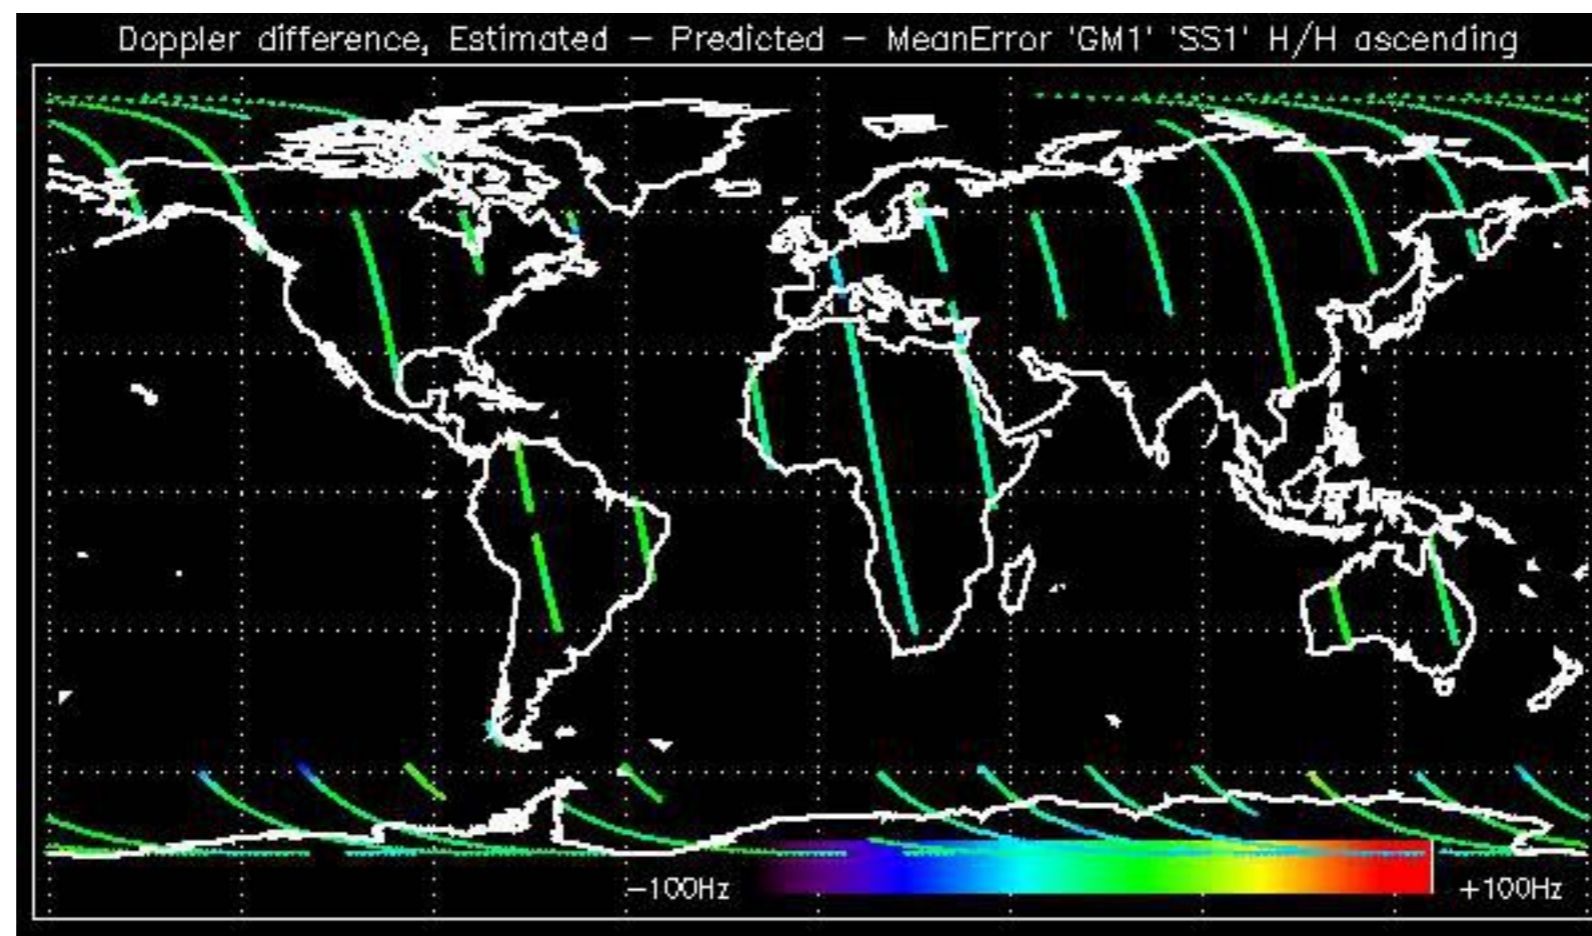 Doppler difference, Estimated – Predicted – MeanError 'GM1' 'SS1' H/H ascending
−100Hz
+100Hz